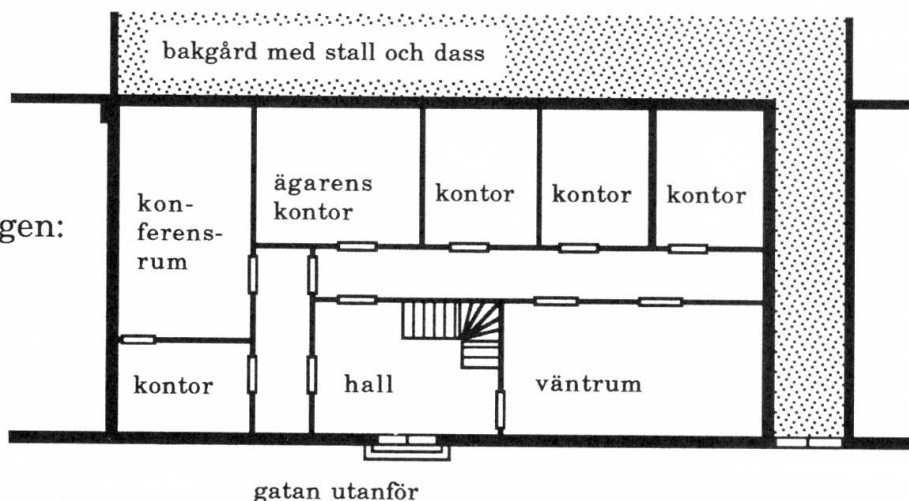 bakgård med stall och dass
ägarens
kontor
kontor
kontor
kontor
kon-
ferens-
rum
gen:
kontor
hall
väntrum
gatan utanför